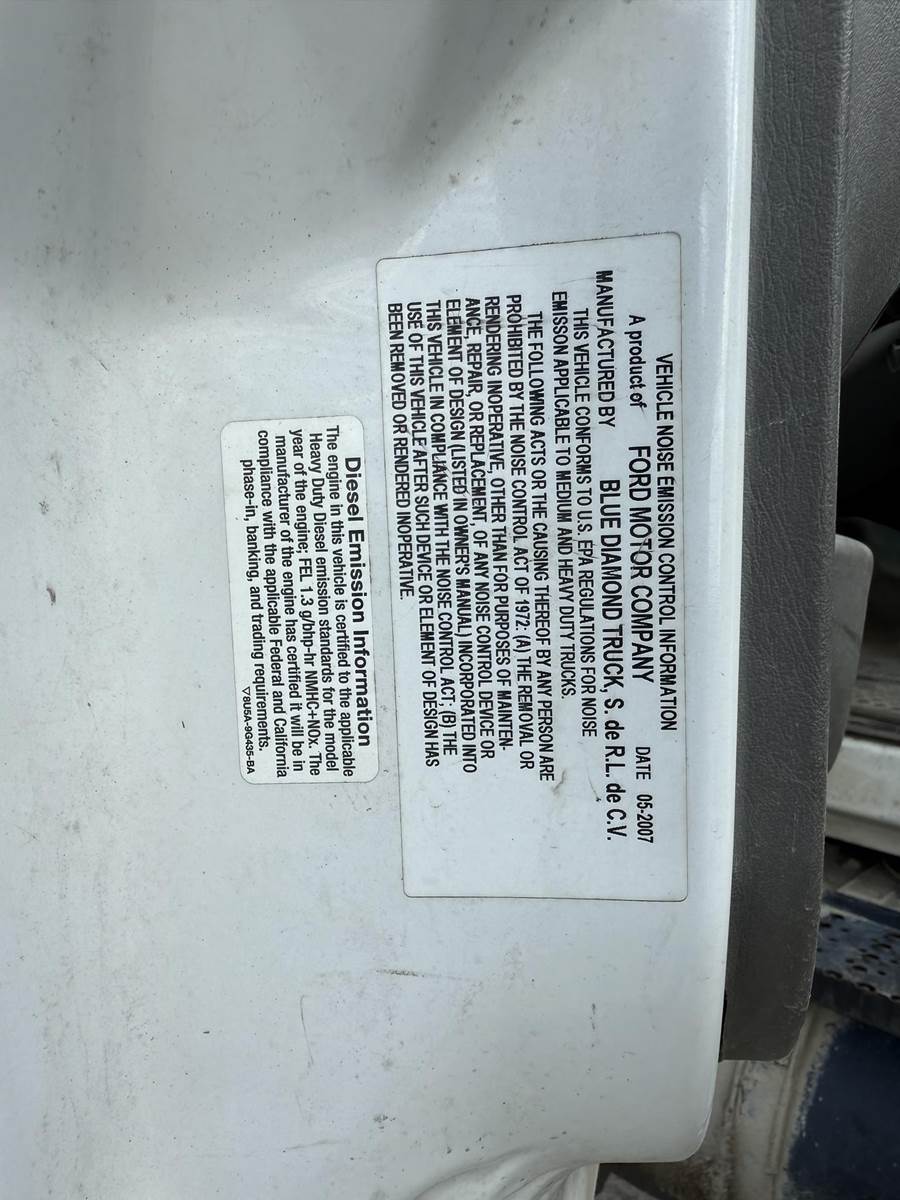 VEHICLE NOISE EMISSION CONTROL INFORMATION
A product of FORD MOTOR COMPANY DATE 05-2007
MANUFACTURED BY BLUE DIAMOND TRUCK, S. de R.L. de C.V.
THIS VEHICLE CONFORMS TO U.S. EPA REGULATIONS FOR NOISE
EMISSON APPLICABLE TO MEDIUM AND HEAVY DUTY TRUCKS.
THE FOLLOWING ACTS OR THE CAUSING THEREOF BY ANY PERSON ARE
PROHIBITED BY THE NOISE CONTROL ACT OF 1972: (A) THE REMOVAL OR
RENDERING INOPERATIVE, OTHER THAN FOR PURPOSES OF MAINTEN-
ANCE, REPAIR, OR REPLACEMENT, OF ANY NOISE CONTROL DEVICE OR
ELEMENT OF DESIGN (LISTED IN OWNER'S MANUAL) INCORPORATED INTO
THIS VEHICLE IN COMPLIANCE WITH THE NOISE CONTROL ACT; (B) THE
USE OF THIS VEHICLE AFTER SUCH DEVICE OR ELEMENT OF DESIGN HAS
BEEN REMOVED OR RENDERED INOPERATIVE.
Diesel Emission Information
The engine in this vehicle is certified to the applicable
Heavy Duty Diesel emission standards for the model
year of the engine; FEL 1.3 g/bhp-hr NMHC+NOx. The
manufacturer of the engine has certified it will be in
compliance with the applicable Federal and California
phase-in, banking, and trading requirements.
▽8U5A-9G435-BA